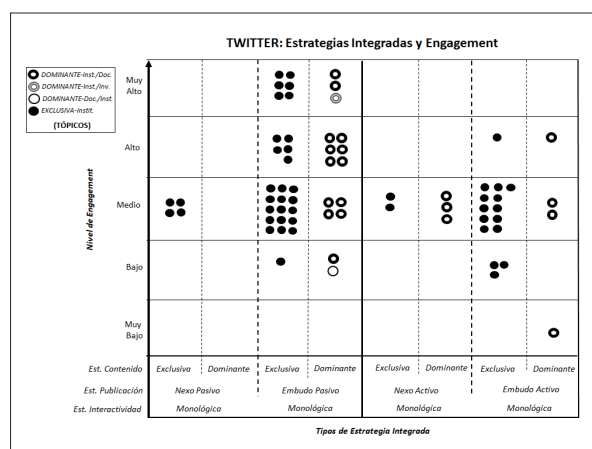 TWITTER: Estrategias Integradas y Engagement
DOMINANTE-Inst./Doc.
DOMINANTE-Inst./Inv.
DOMINANTE-Doc./Inst.
EXCLUSIVA-Instit.
(TÓPICOS)
Nivel de Engagement
Muy
Alto
Alto
Medio
Bajo
Muy
Bajo
Est. Contenido Exclusiva Dominante Exclusiva Dominante Exclusiva Dominante Exclusiva Dominante
Est. Publicación Nexo Pasivo Embudo Pasivo Nexo Activo Embudo Activo
Est. Interactividad Monológica Monológica Monológica Monológica
Tipos de Estrategia Integrada